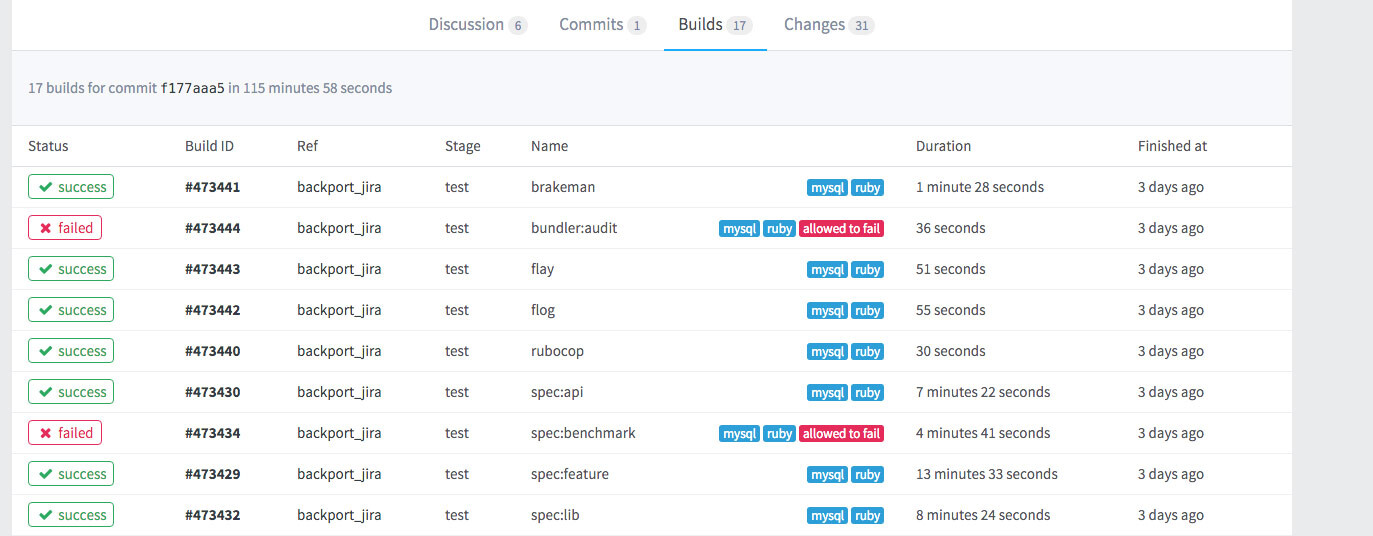 Discussion 6 Commits 1 Builds 17 Changes 31
17 builds for commit f177aaa5 in 115 minutes 58 seconds
Status Build ID Ref Stage Name Duration Finished at
success #473441 backport_jira test brakeman mysql ruby 1 minute 28 seconds 3 days ago
failed #473444 backport_jira test bundler:audit mysql ruby allowed to fail 36 seconds 3 days ago
success #473443 backport_jira test flay mysql ruby 51 seconds 3 days ago
success #473442 backport_jira test flog mysql ruby 55 seconds 3 days ago
success #473440 backport_jira test rubocop mysql ruby 30 seconds 3 days ago
success #473430 backport_jira test spec:api mysql ruby 7 minutes 22 seconds 3 days ago
failed #473434 backport_jira test spec:benchmark mysql ruby allowed to fail 4 minutes 41 seconds 3 days ago
success #473429 backport_jira test spec:feature mysql ruby 13 minutes 33 seconds 3 days ago
success #473432 backport_jira test spec:lib mysql ruby 8 minutes 24 seconds 3 days ago